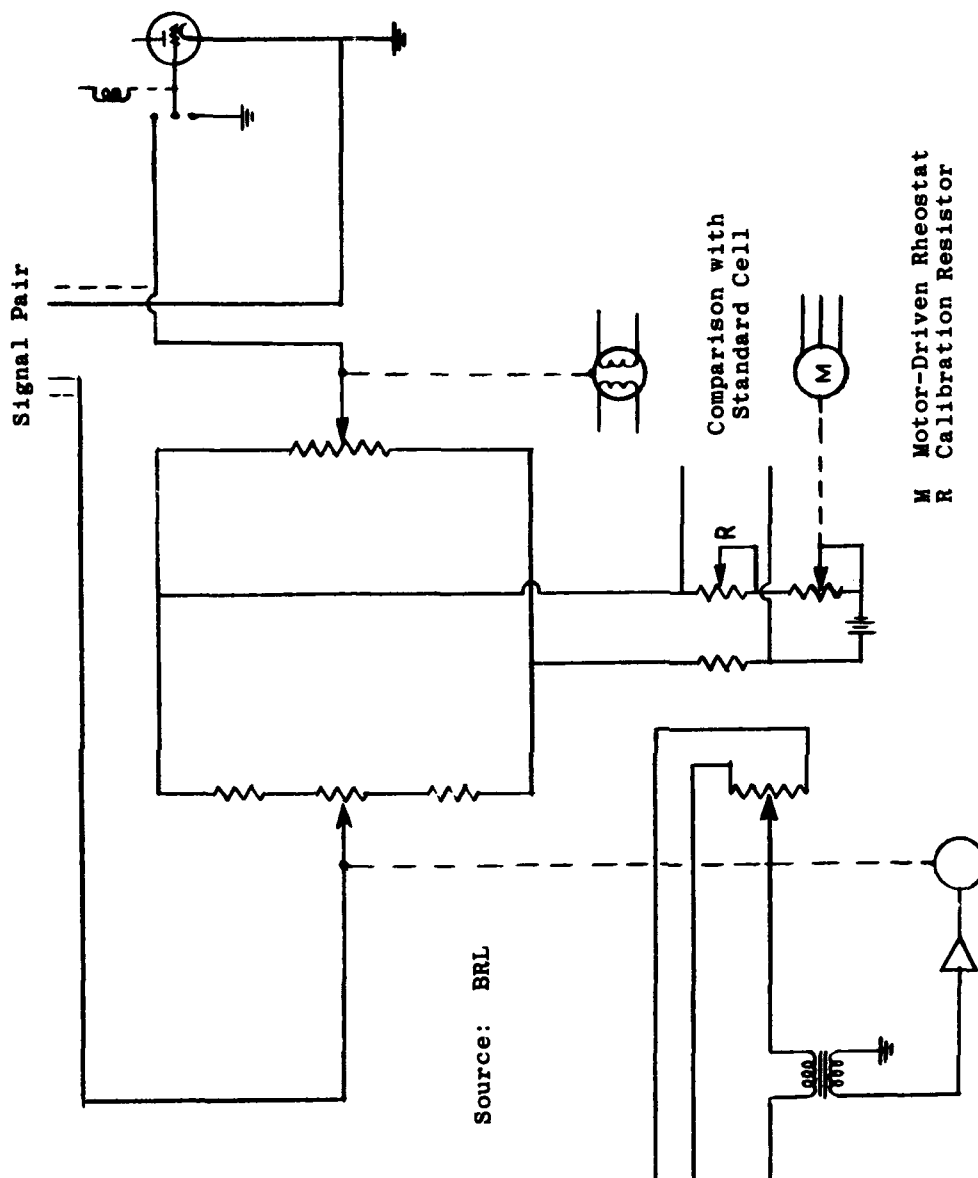 Signal Pair
Comparison with
Standard Cell
R
M
M Motor-Driven Rheostat
R Calibration Resistor
Source: BRL